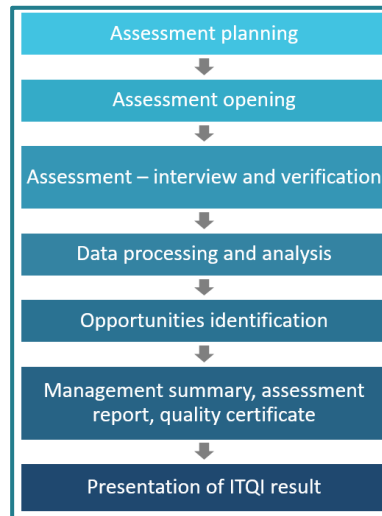 Assessment planning
Assessment opening
Assessment – interview and verification
Data processing and analysis
Opportunities identification
Management summary, assessment
report, quality certificate
Presentation of ITQI result